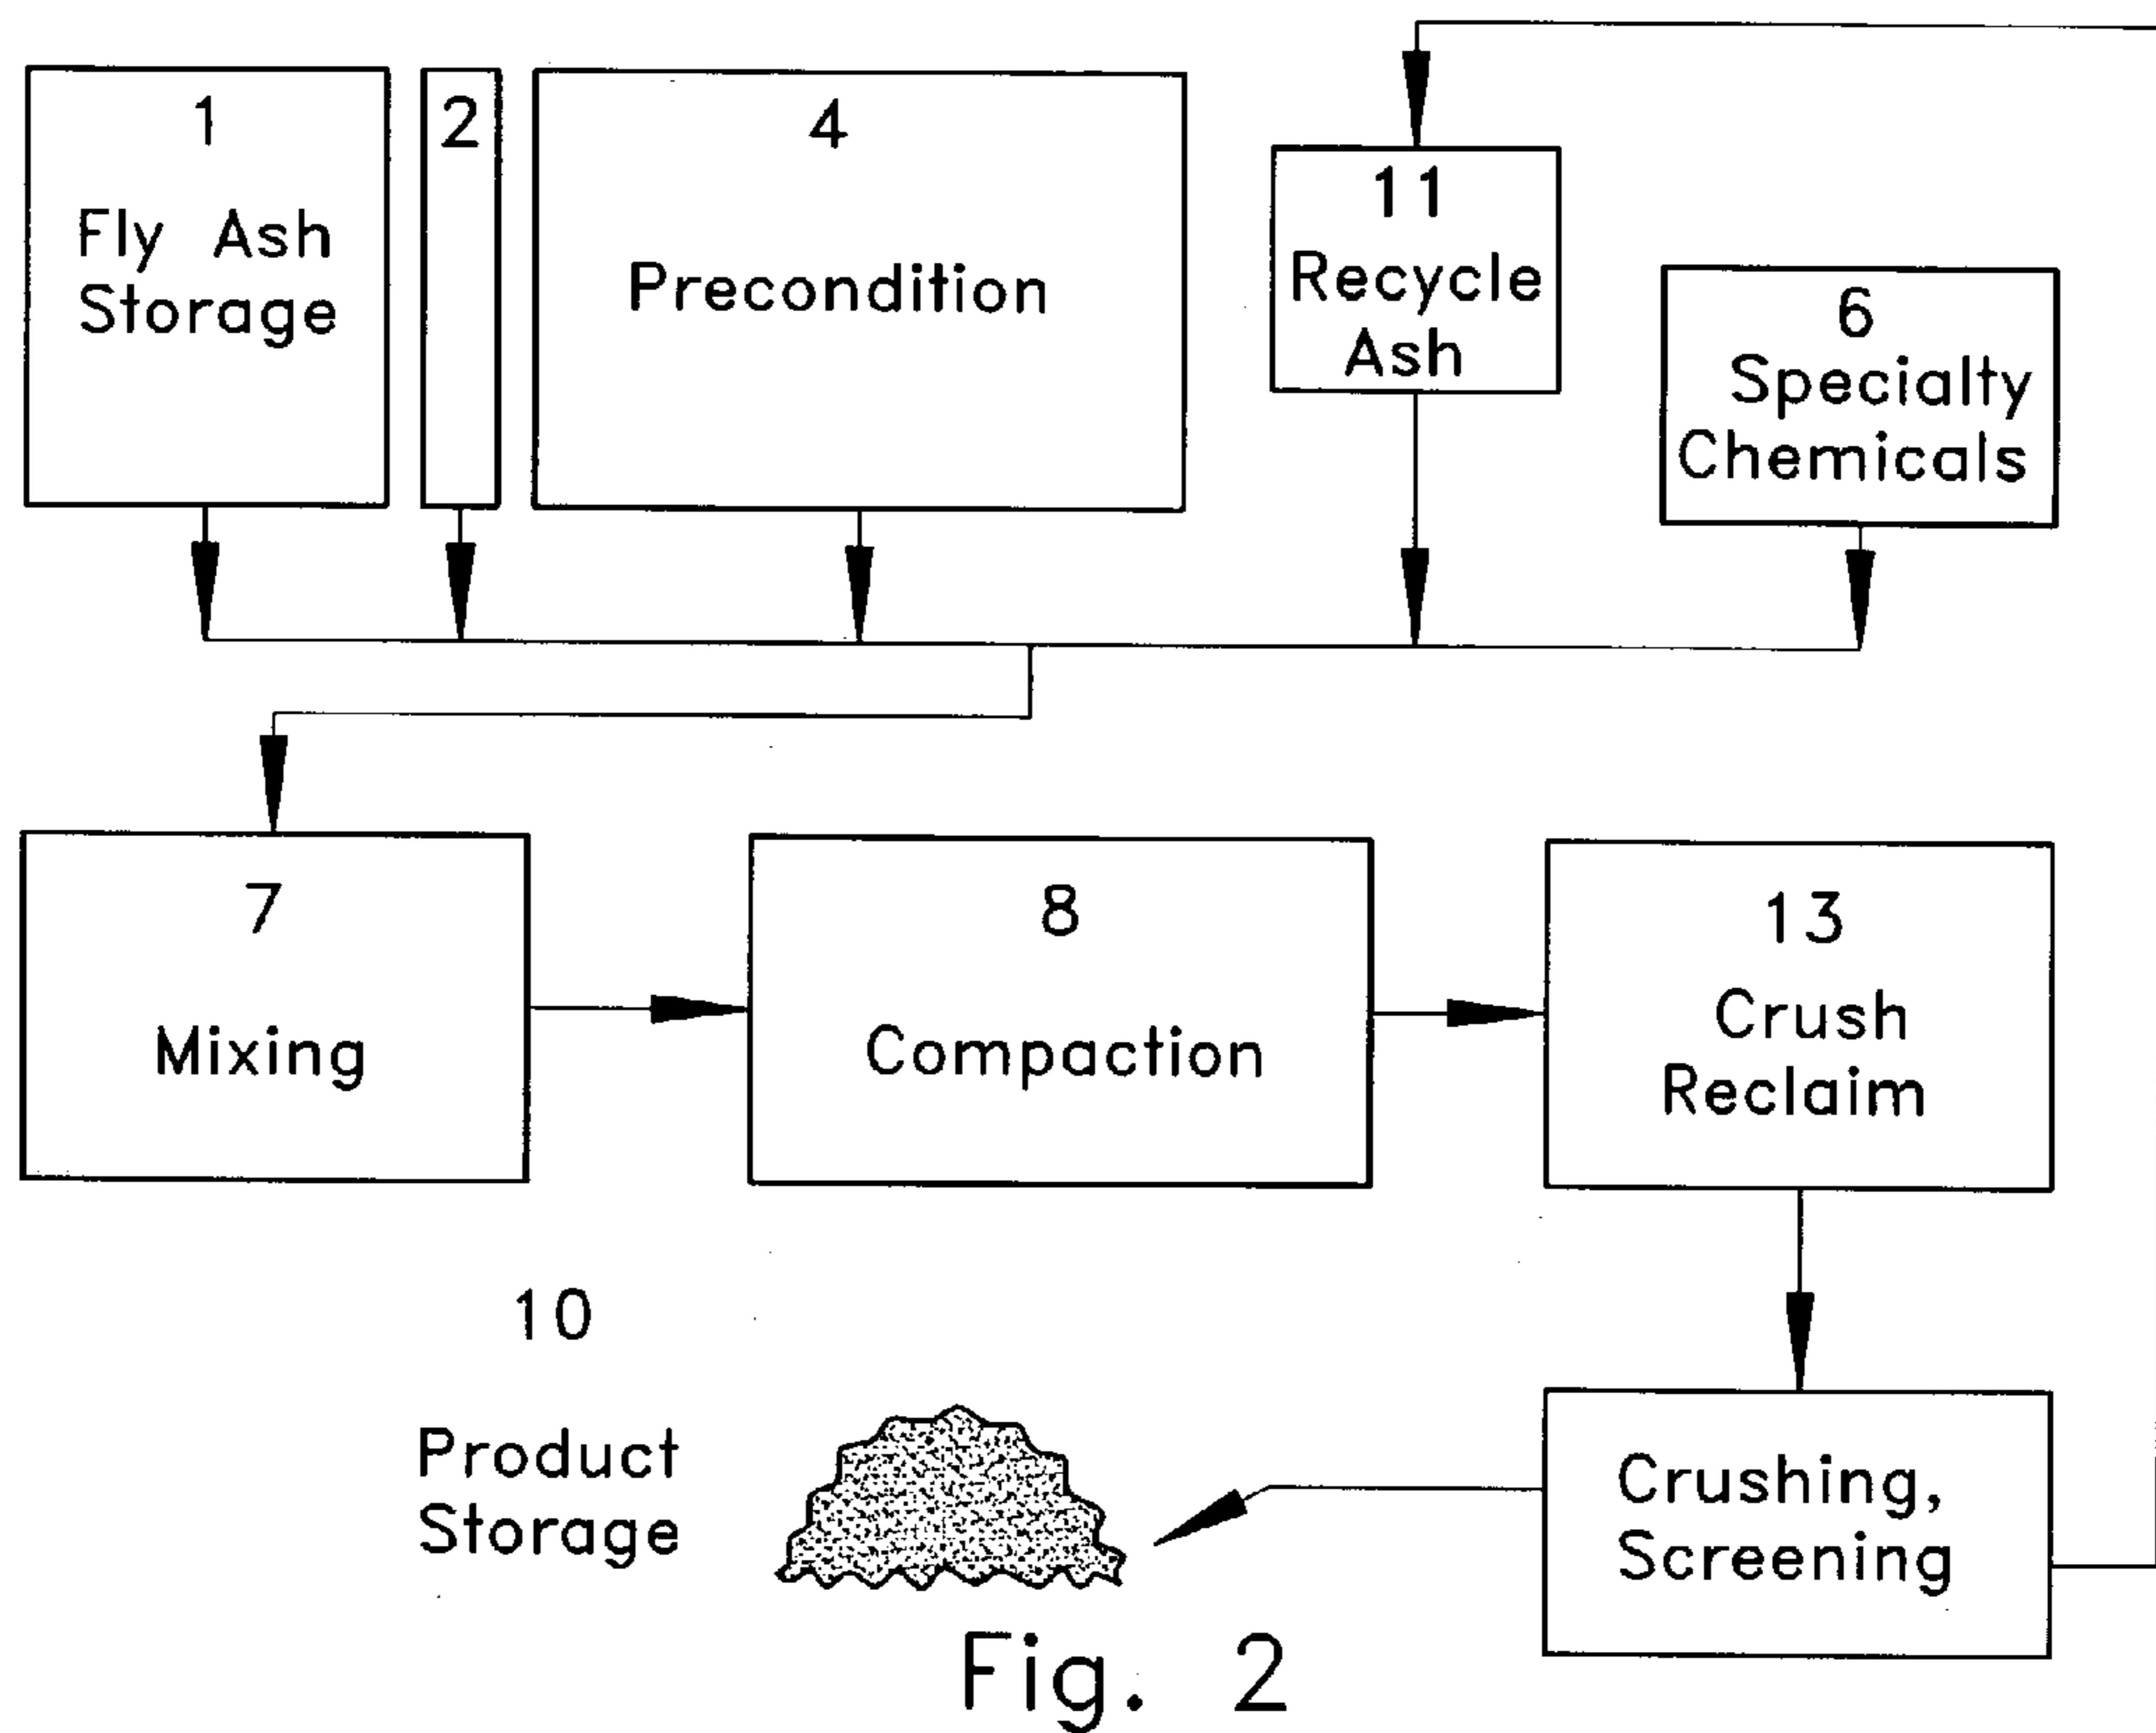 1
Fly Ash
Storage
2
4
Precondition
11
Recycle
Ash
6
Specialty
Chemicals
7
Mixing
8
Compaction
13
Crush
Reclaim
10
Product
Storage
Crushing,
Screening
Fig. 2